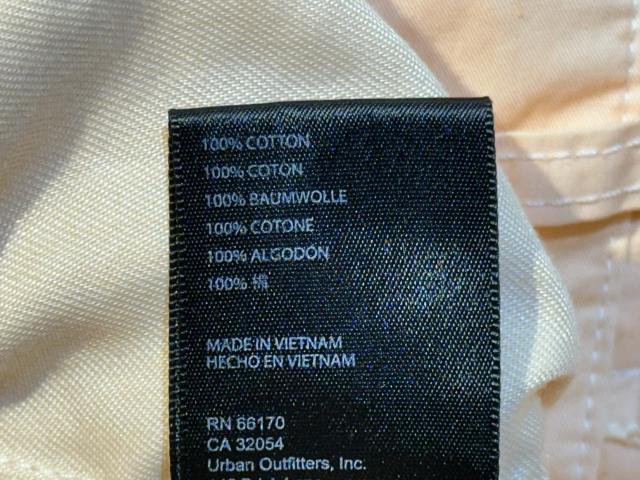 100% COTTON
100% COTON
100% BAUMWOLLE
100% COTONE
100% ALGODÓN
100% 棉
MADE IN VIETNAM
HECHO EN VIETNAM
RN 66170
CA 32054
Urban Outfitters, Inc.